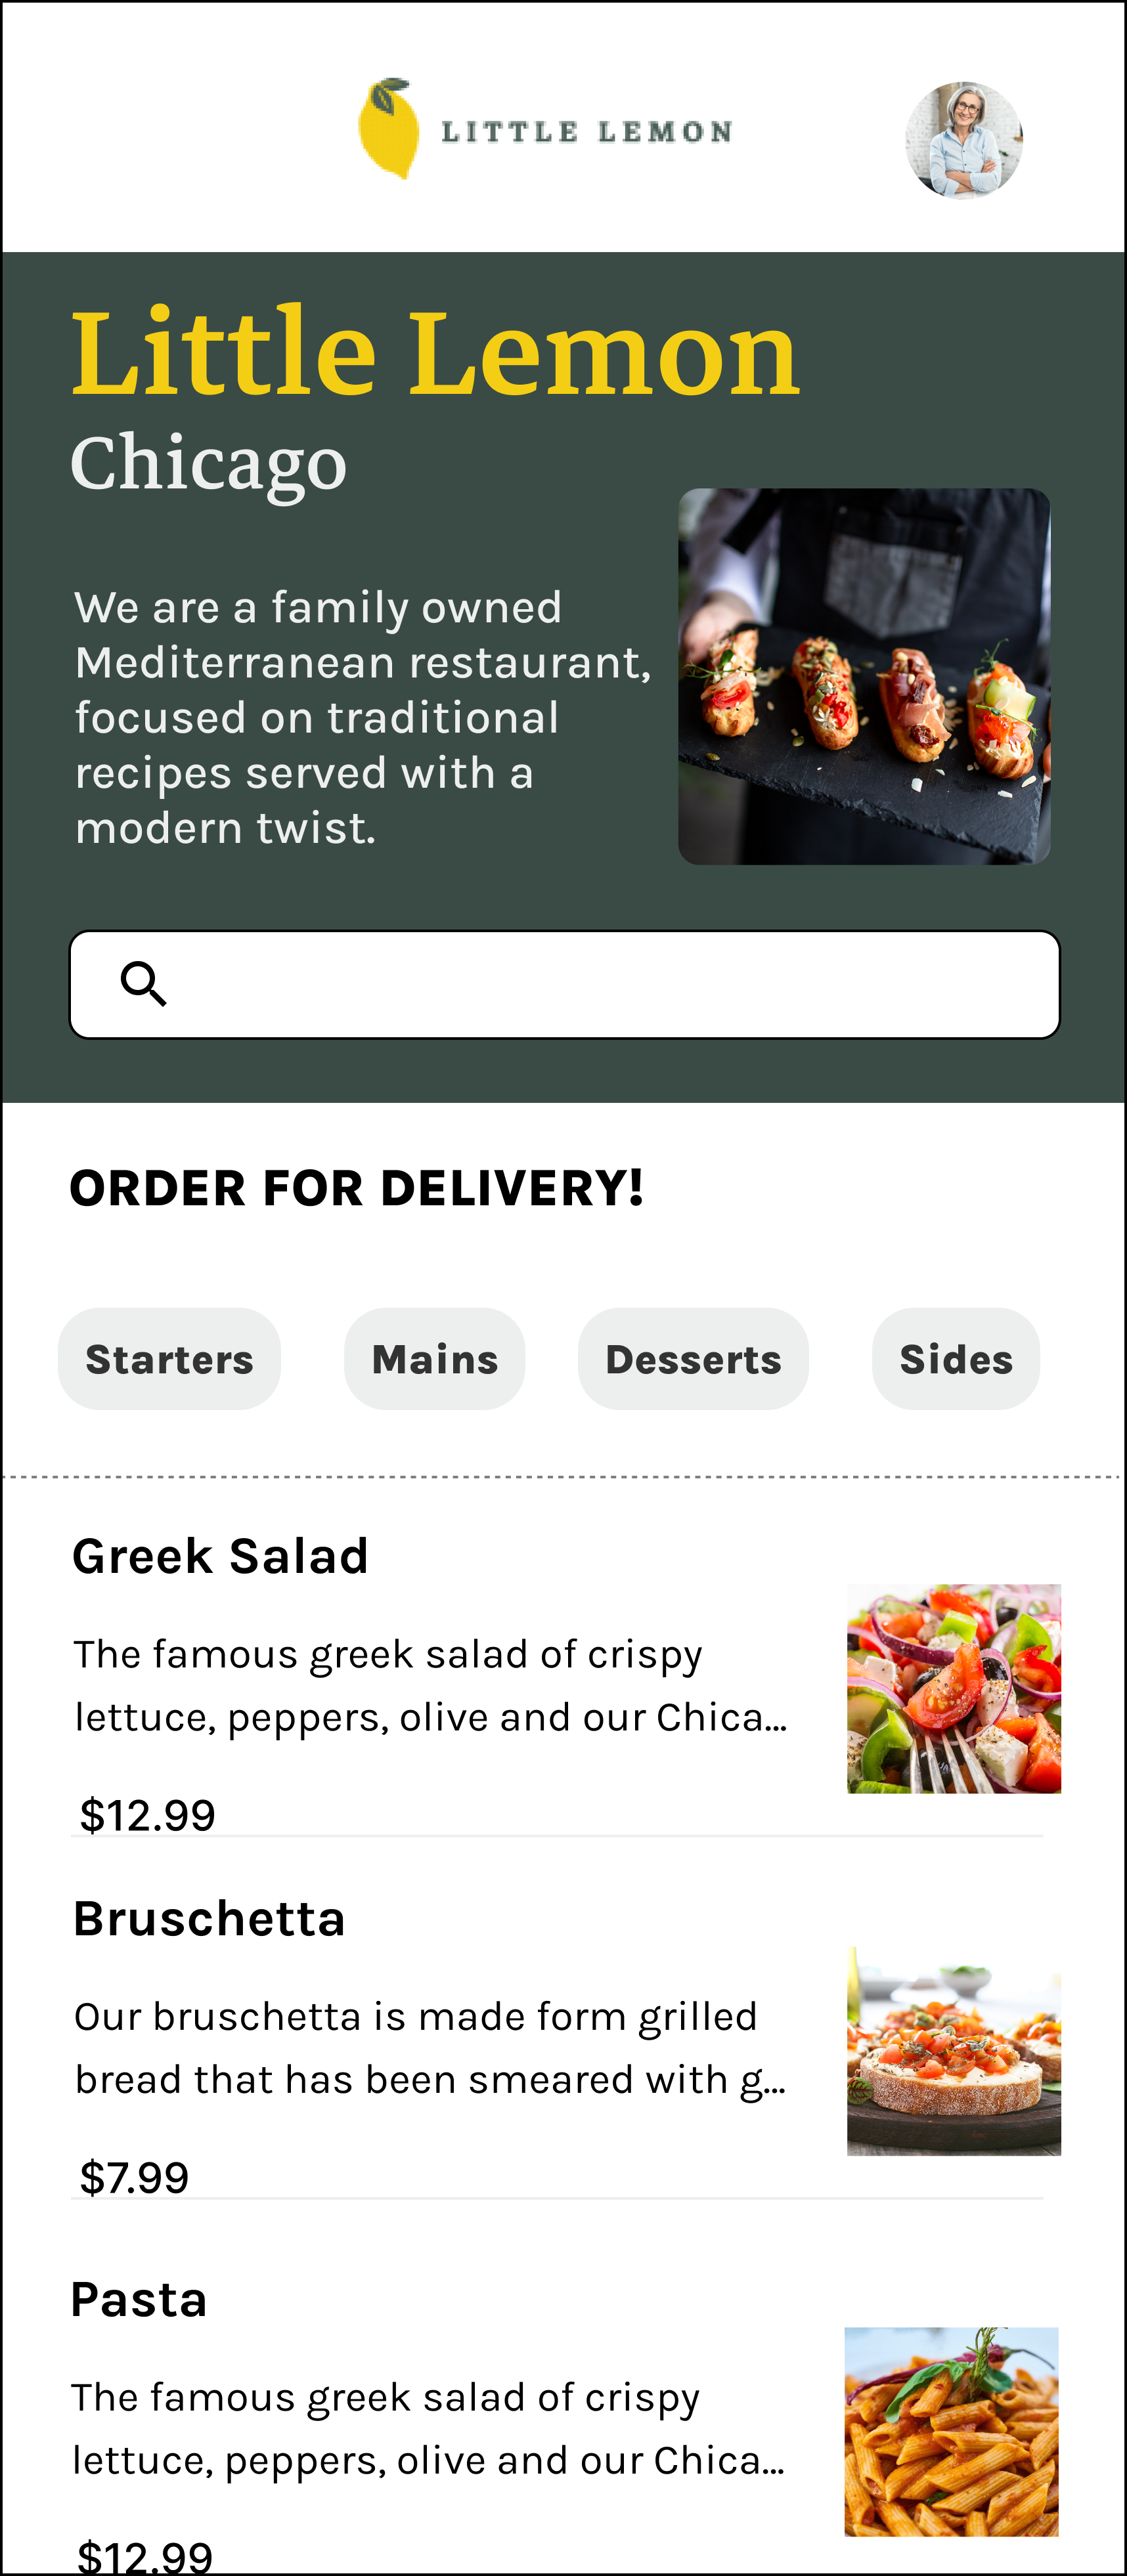 LITTLE LEMON
Little Lemon
Chicago
We are a family owned
Mediterranean restaurant,
focused on traditional
recipes served with a
modern twist.
ORDER FOR DELIVERY!
Starters Mains Desserts Sides
Greek Salad
The famous greek salad of crispy
lettuce, peppers, olive and our Chica...
$12.99
Bruschetta
Our bruschetta is made form grilled
bread that has been smeared with g...
$7.99
Pasta
The famous greek salad of crispy
lettuce, peppers, olive and our Chica...
$12.99